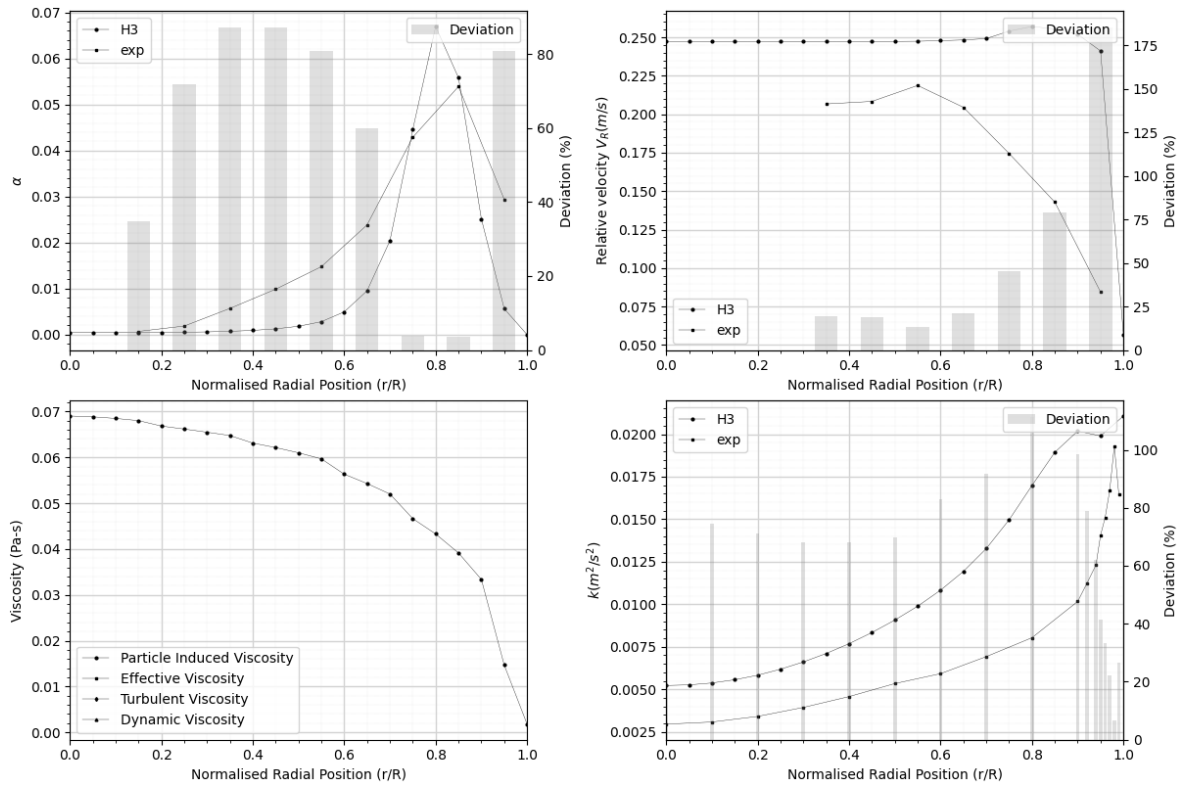 0.07
0.06
0.05
0.04
0.03
0.02
0.01
0.00
α
H3
exp
Deviation
80
60
40
20
0
Deviation (%)
0.0 0.2 0.4 0.6 0.8 1.0
Normalised Radial Position (r/R)
0.250
0.225
0.200
0.175
0.150
0.125
0.100
0.075
0.050
Relative velocity V_R(m/s)
Deviation
H3
exp
175
150
125
100
75
50
25
0
Deviation (%)
0.0 0.2 0.4 0.6 0.8 1.0
Normalised Radial Position (r/R)
0.07
0.06
0.05
0.04
0.03
0.02
0.01
0.00
Viscosity (Pa-s)
Particle Induced Viscosity
Effective Viscosity
Turbulent Viscosity
Dynamic Viscosity
0.0 0.2 0.4 0.6 0.8 1.0
Normalised Radial Position (r/R)
0.0200
0.0175
0.0150
0.0125
0.0100
0.0075
0.0050
0.0025
k(m²/s²)
H3
exp
Deviation
100
80
60
40
20
0
Deviation (%)
0.0 0.2 0.4 0.6 0.8 1.0
Normalised Radial Position (r/R)